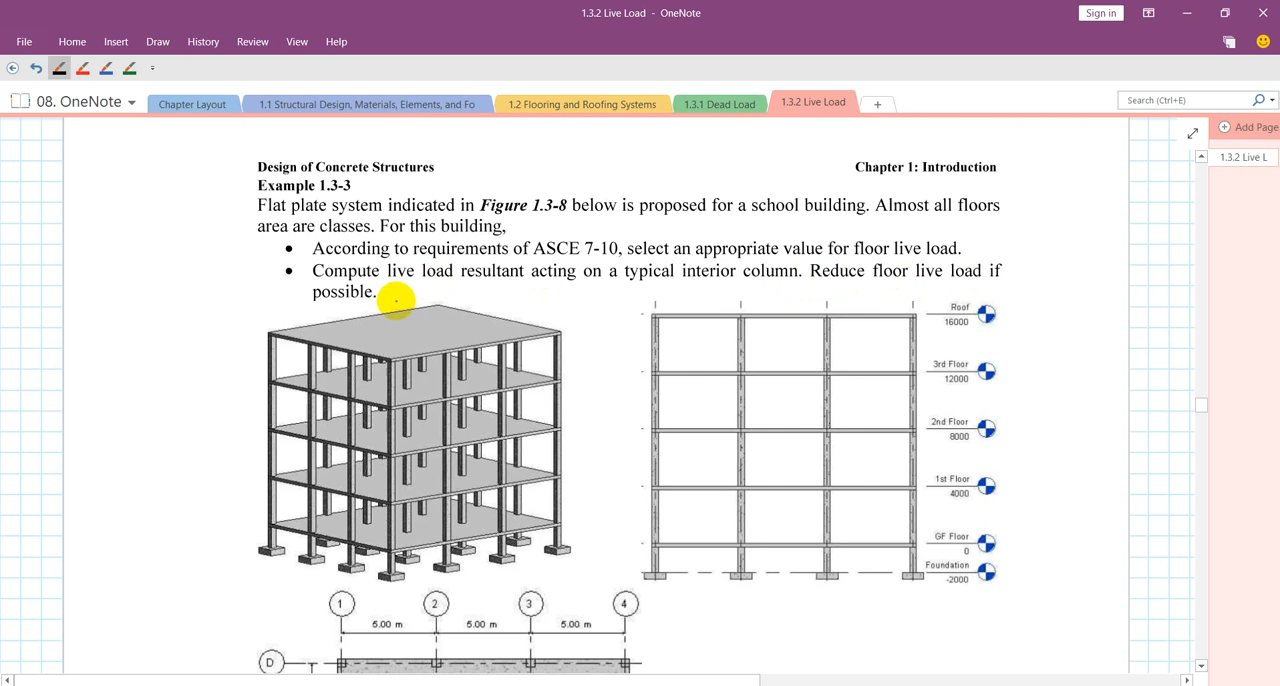 1.3.2 Live Load - OneNote
Sign in
File Home Insert Draw History Review View Help
08. OneNote
Chapter Layout
1.1 Structural Design, Materials, Elements, and Fo
1.2 Flooring and Roofing Systems
1.3.1 Dead Load
1.3.2 Live Load
Search (Ctrl+E)
Add Page
1.3.2 Live L
Design of Concrete Structures Chapter 1: Introduction
Example 1.3-3
Flat plate system indicated in Figure 1.3-8 below is proposed for a school building. Almost all floors
area are classes. For this building,
• According to requirements of ASCE 7-10, select an appropriate value for floor live load.
• Compute live load resultant acting on a typical interior column. Reduce floor live load if
possible.
Roof
16000
3rd Floor
12000
2nd Floor
8000
1st Floor
4000
GF Floor
0
Foundation
-2000
1 2 3 4
5.00 m 5.00 m 5.00 m
D